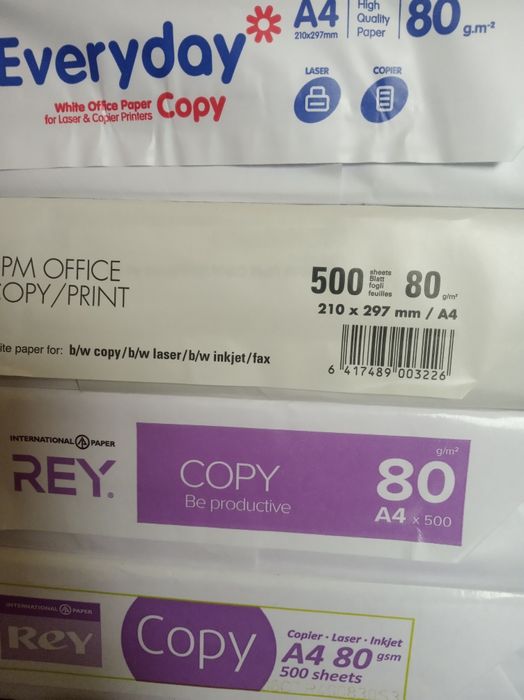 Everyday
White Office Paper
for Laser & Copier Printers
Copy
A4
210x297mm
High
Quality
Paper
80 g.m-²
LASER
COPIER
PM OFFICE
OPY/PRINT
500 sheets
Blatt
fogli
feuilles
80 g/m²
210 x 297 mm / A4
ite paper for: b/w copy/b/w laser/b/w inkjet/fax
6 417489 003226
INTERNATIONAL PAPER
REY.
COPY
Be productive
g/m²
80
A4 x 500
INTERNATIONAL PAPER
Rey
Copy
Copier · Laser · Inkjet
A4 80 gsm
500 sheets